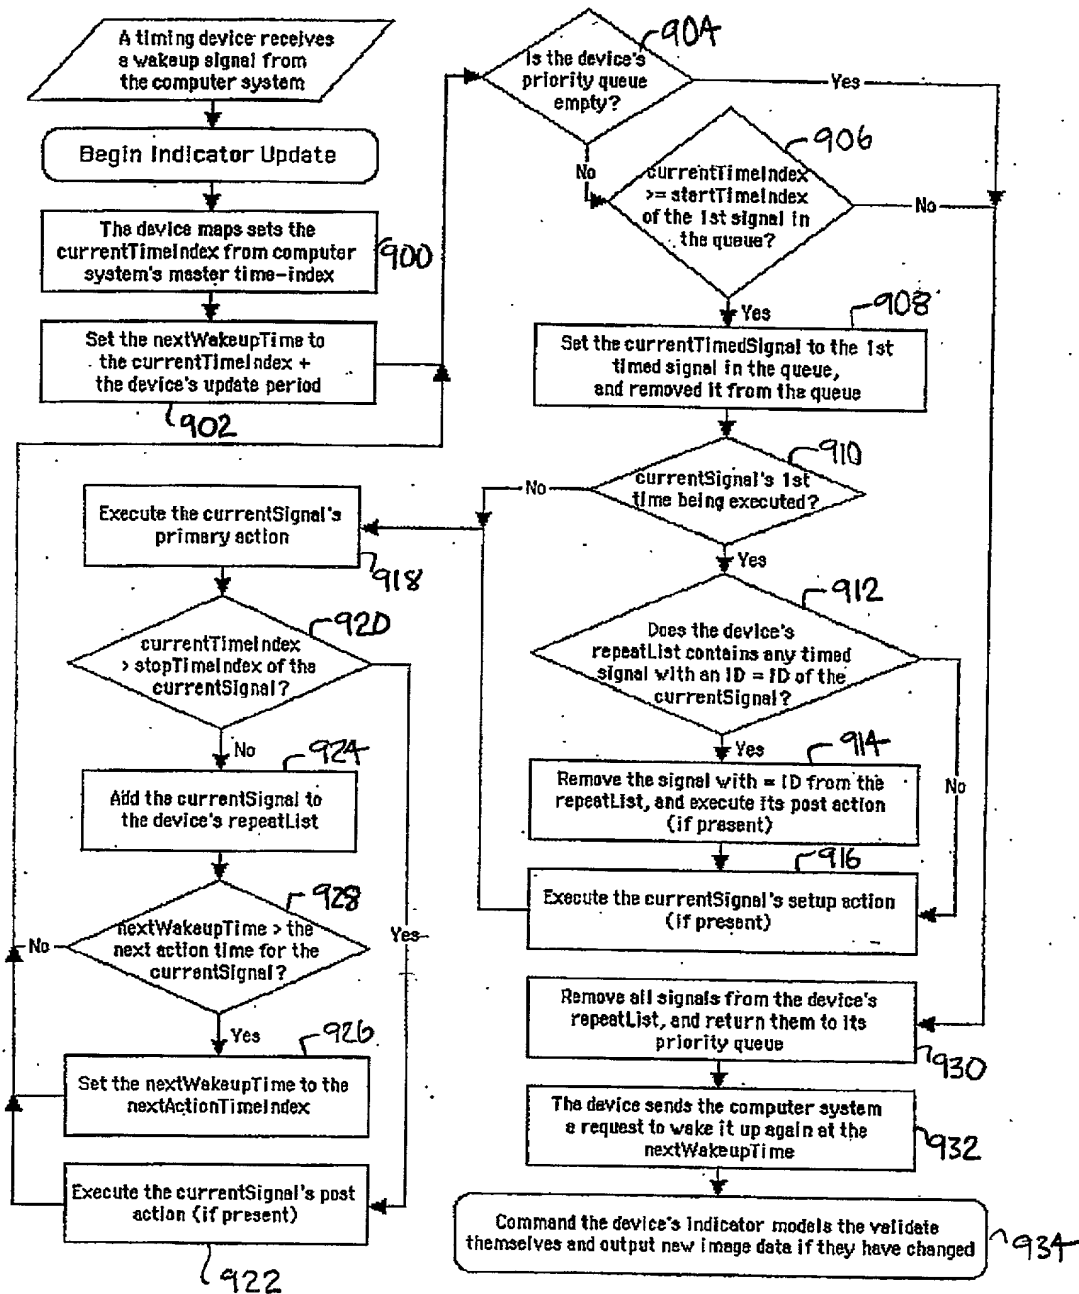 A timing device receives
a wakeup signal from
the computer system
Begin Indicator Update
The device maps sets the
currentTimeIndex from computer
system's master time-index
900
Set the nextWakeupTime to
the currentTimeIndex +
the device's update period
902
904
Is the device's
priority queue
empty?
Yes
No
906
currentTimeIndex
>= startTimeIndex
of the 1st signal in
the queue?
No
Yes
908
Set the currentTimedSignal to the 1st
timed signal in the queue,
and removed it from the queue
910
currentSignal's 1st
time being executed?
No
Yes
912
Does the device's
repeatList contains any timed
signal with an ID = ID of the
currentSignal?
No
Yes
914
Remove the signal with = ID from the
repeatList, and execute its post action
(if present)
916
Execute the currentSignal's setup action
(if present)
Execute the currentSignal's
primary action
918
920
currentTimeIndex
> stopTimeIndex of the
currentSignal?
No
Yes
924
Add the currentSignal to
the device's repeatList
928
nextWakeupTime > the
next action time for the
currentSignal?
No
Yes
926
Set the nextWakeupTime to the
nextActionTimeIndex
Execute the currentSignal's post
action (if present)
922
Remove all signals from the device's
repeatList, and return them to its
priority queue
930
The device sends the computer system
a request to wake it up again at the
nextWakeupTime
932
Command the device's indicator models the validate
themselves and output new image data if they have changed
934